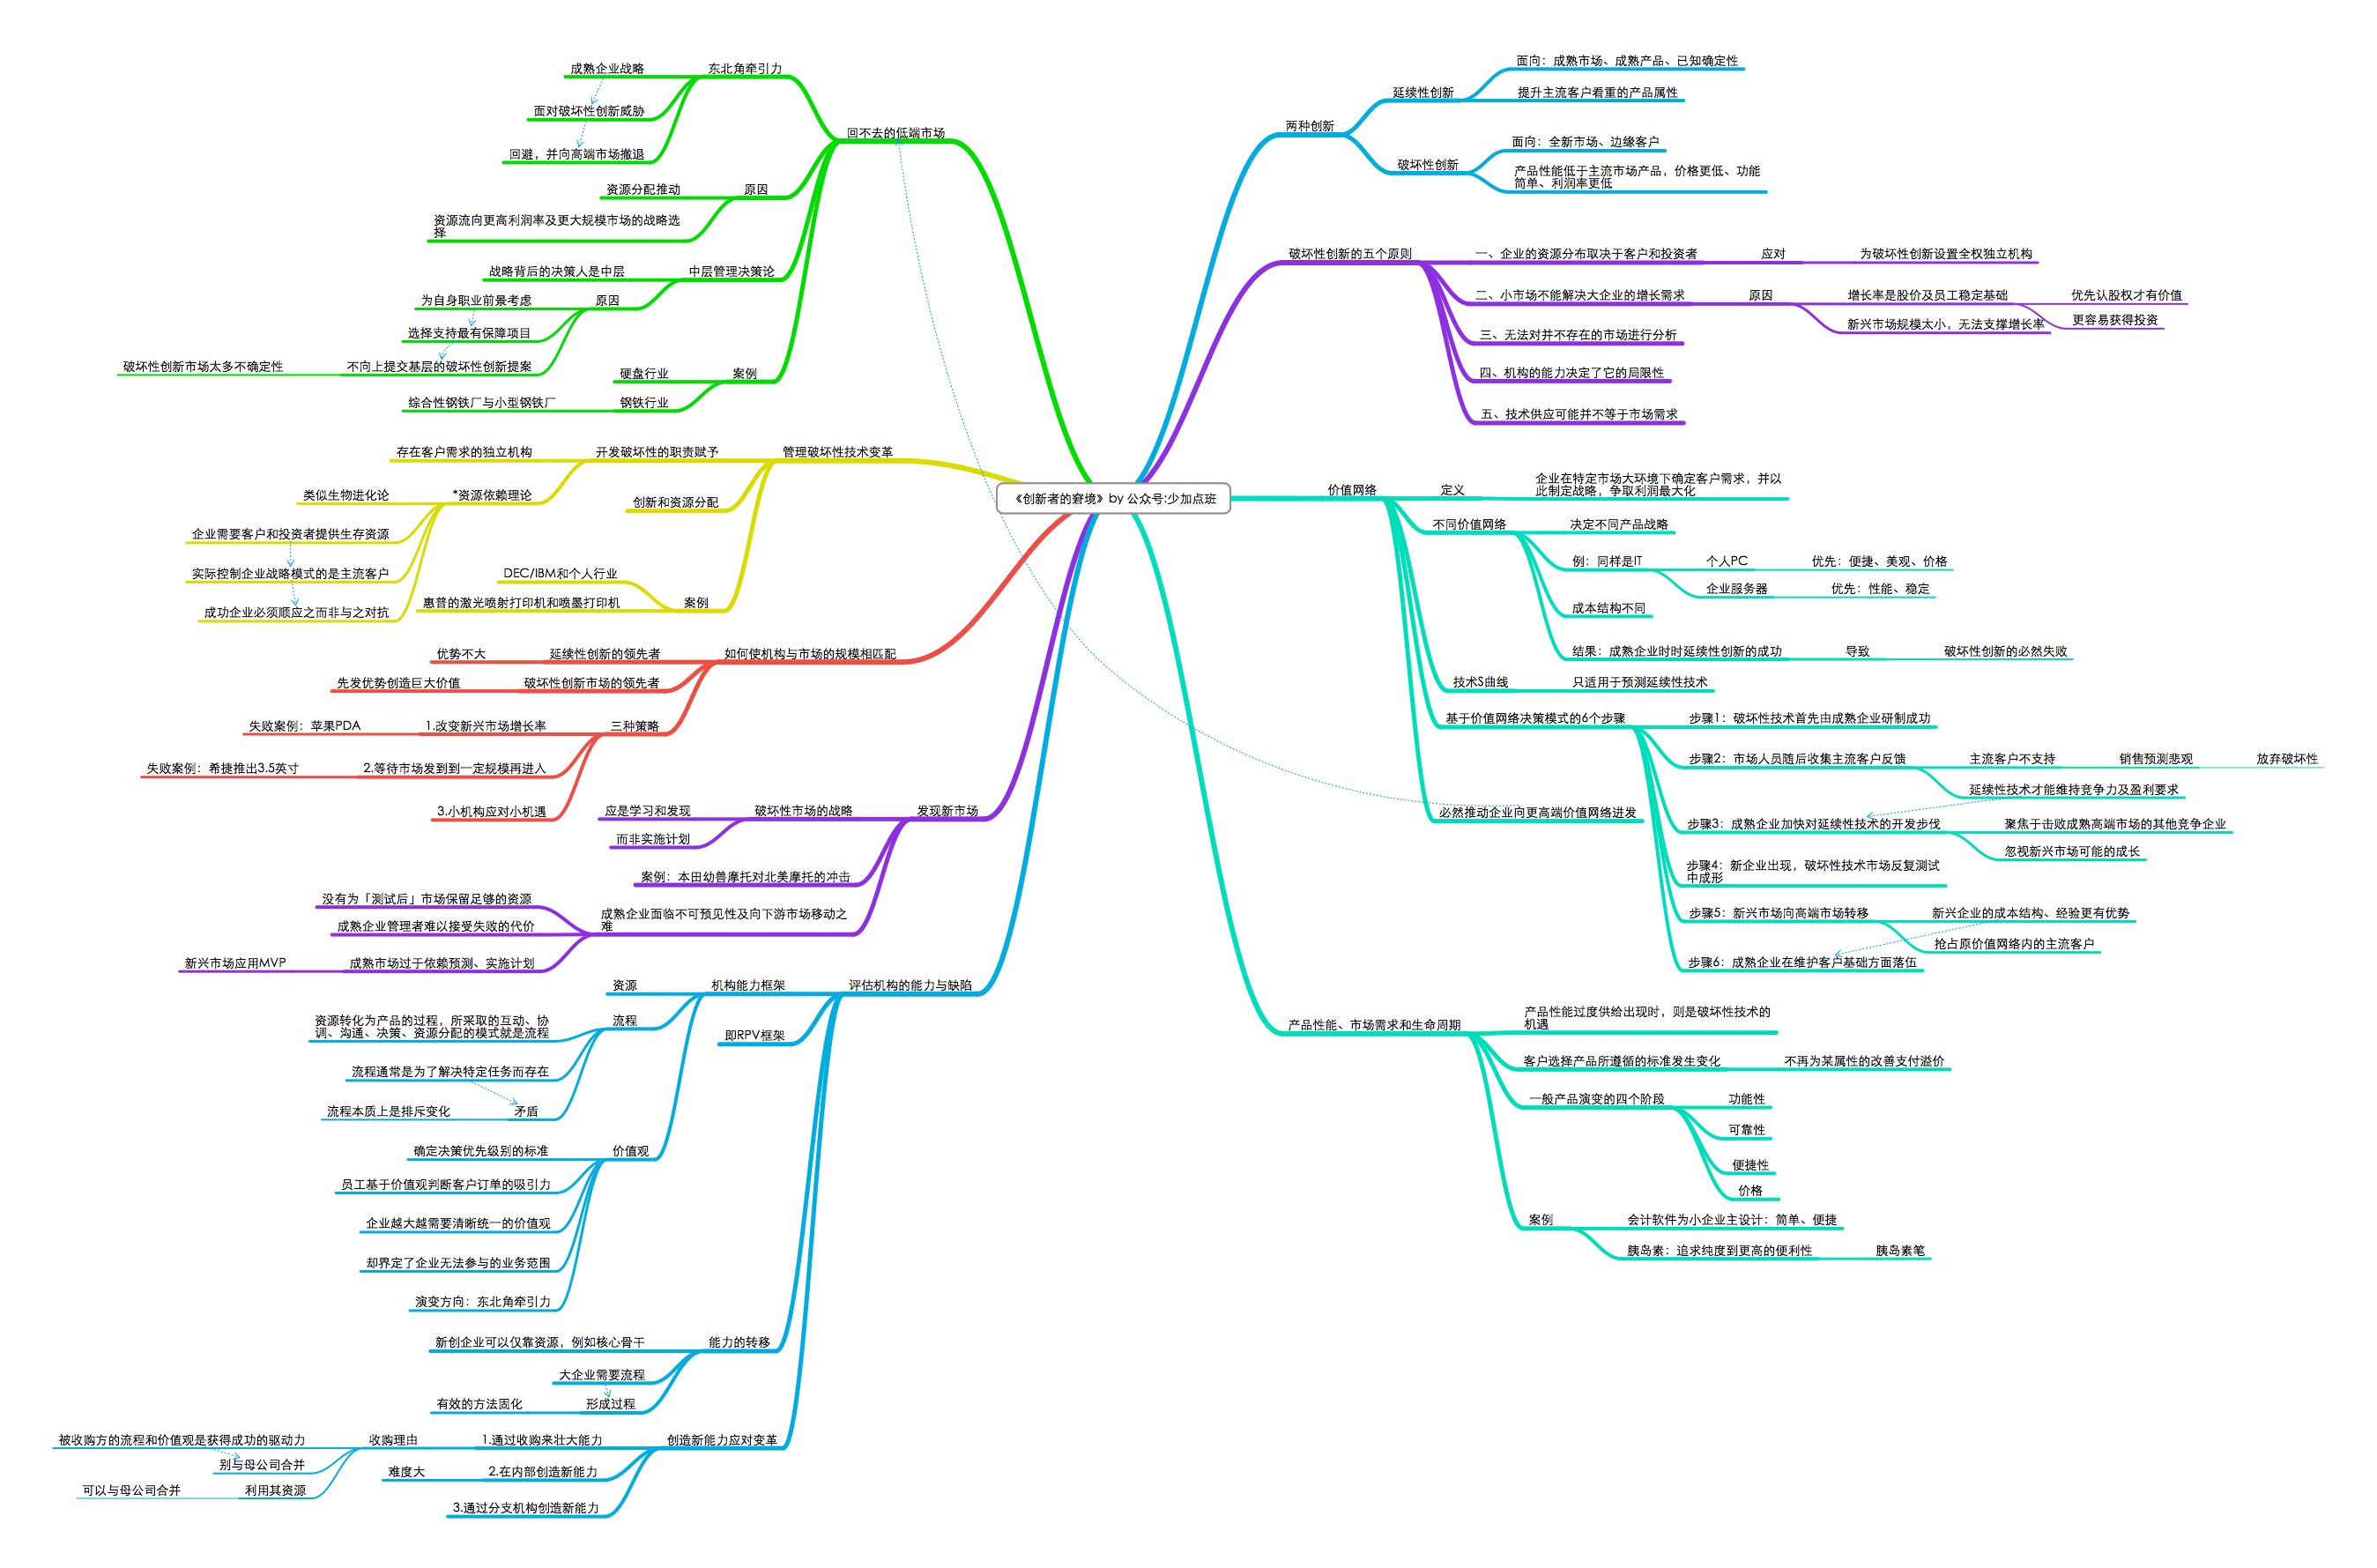 《创新者的窘境》by 公众号:少加点班
两种创新
延续性创新
面向：成熟市场、成熟产品、已知确定性
提升主流客户看重的产品属性
破坏性创新
面向：全新市场、边缘客户
产品性能低于主流市场产品，价格更低、功能
简单、利润率更低
破坏性创新的五个原则
一、企业的资源分布取决于客户和投资者
应对
为破坏性创新设置全权独立机构
二、小市场不能解决大企业的增长需求
原因
增长率是股价及员工稳定基础
优先认股权才有价值
更容易获得投资
新兴市场规模太小，无法支撑增长率
三、无法对并不存在的市场进行分析
四、机构的能力决定了它的局限性
五、技术供应可能并不等于市场需求
价值网络
定义
企业在特定市场大环境下确定客户需求，并以
此制定战略，争取利润最大化
不同价值网络
决定不同产品战略
例：同样是IT
个人PC
优先：便捷、美观、价格
企业服务器
优先：性能、稳定
成本结构不同
结果：成熟企业时时延续性创新的成功
导致
破坏性创新的必然失败
技术S曲线
只适用于预测延续性技术
基于价值网络决策模式的6个步骤
步骤1：破坏性技术首先由成熟企业研制成功
步骤2：市场人员随后收集主流客户反馈
主流客户不支持
销售预测悲观
放弃破坏性
延续性技术才能维持竞争力及盈利要求
步骤3：成熟企业加快对延续性技术的开发步伐
聚焦于击败成熟高端市场的其他竞争企业
忽视新兴市场可能的成长
步骤4：新企业出现，破坏性技术市场反复测试
中成形
步骤5：新兴市场向高端市场转移
新兴企业的成本结构、经验更有优势
抢占原价值网络内的主流客户
步骤6：成熟企业在维护客户基础方面落伍
必然推动企业向更高端价值网络进发
产品性能、市场需求和生命周期
产品性能过度供给出现时，则是破坏性技术的
机遇
客户选择产品所遵循的标准发生变化
不再为某属性的改善支付溢价
一般产品演变的四个阶段
功能性
可靠性
便捷性
价格
案例
会计软件为小企业主设计：简单、便捷
胰岛素：追求纯度到更高的便利性
胰岛素笔
回不去的低端市场
东北角牵引力
成熟企业战略
面对破坏性创新威胁
回避，并向高端市场撤退
原因
资源分配推动
资源流向更高利润率及更大规模市场的战略选
择
中层管理决策论
战略背后的决策人是中层
原因
为自身职业前景考虑
选择支持最有保障项目
不向上提交基层的破坏性创新提案
破坏性创新市场太多不确定性
案例
硬盘行业
钢铁行业
综合性钢铁厂与小型钢铁厂
管理破坏性技术变革
开发破坏性的职责赋予
存在客户需求的独立机构
*资源依赖理论
类似生物进化论
企业需要客户和投资者提供生存资源
实际控制企业战略模式的是主流客户
成功企业必须顺应之而非与之对抗
创新和资源分配
案例
DEC/IBM和个人行业
惠普的激光喷射打印机和喷墨打印机
如何使机构与市场的规模相匹配
延续性创新的领先者
优势不大
破坏性创新市场的领先者
先发优势创造巨大价值
三种策略
1.改变新兴市场增长率
失败案例：苹果PDA
2.等待市场发到到一定规模再进入
失败案例：希捷推出3.5英寸
3.小机构应对小机遇
发现新市场
破坏性市场的战略
应是学习和发现
而非实施计划
案例：本田幼兽摩托对北美摩托的冲击
成熟企业面临不可预见性及向下游市场移动之
难
没有为「测试后」市场保留足够的资源
成熟企业管理者难以接受失败的代价
成熟市场过于依赖预测、实施计划
新兴市场应用MVP
评估机构的能力与缺陷
机构能力框架
资源
流程
资源转化为产品的过程，所采取的互动、协
调、沟通、决策、资源分配的模式就是流程
流程通常是为了解决特定任务而存在
矛盾
流程本质上是排斥变化
价值观
确定决策优先级别的标准
员工基于价值观判断客户订单的吸引力
企业越大越需要清晰统一的价值观
却界定了企业无法参与的业务范围
演变方向：东北角牵引力
即RPV框架
能力的转移
新创企业可以仅靠资源，例如核心骨干
大企业需要流程
形成过程
有效的方法固化
创造新能力应对变革
1.通过收购来壮大能力
收购理由
被收购方的流程和价值观是获得成功的驱动力
别与母公司合并
利用其资源
可以与母公司合并
2.在内部创造新能力
难度大
3.通过分支机构创造新能力